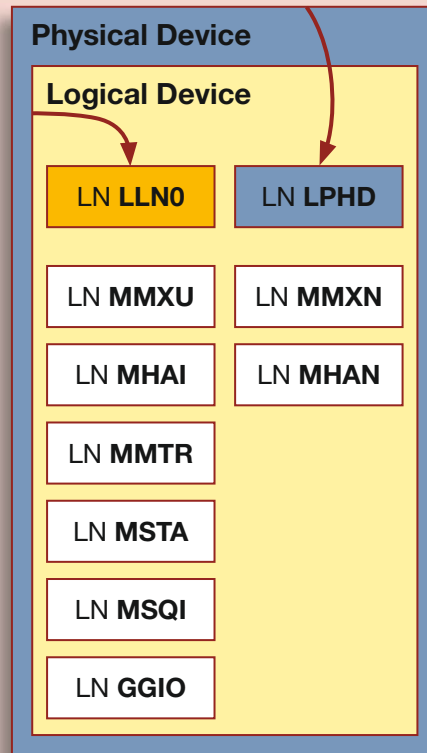 Physical Device
Logical Device
LN LLN0
LN LPHD
LN MMXU
LN MMXN
LN MHAI
LN MHAN
LN MMTR
LN MSTA
LN MSQI
LN GGIO